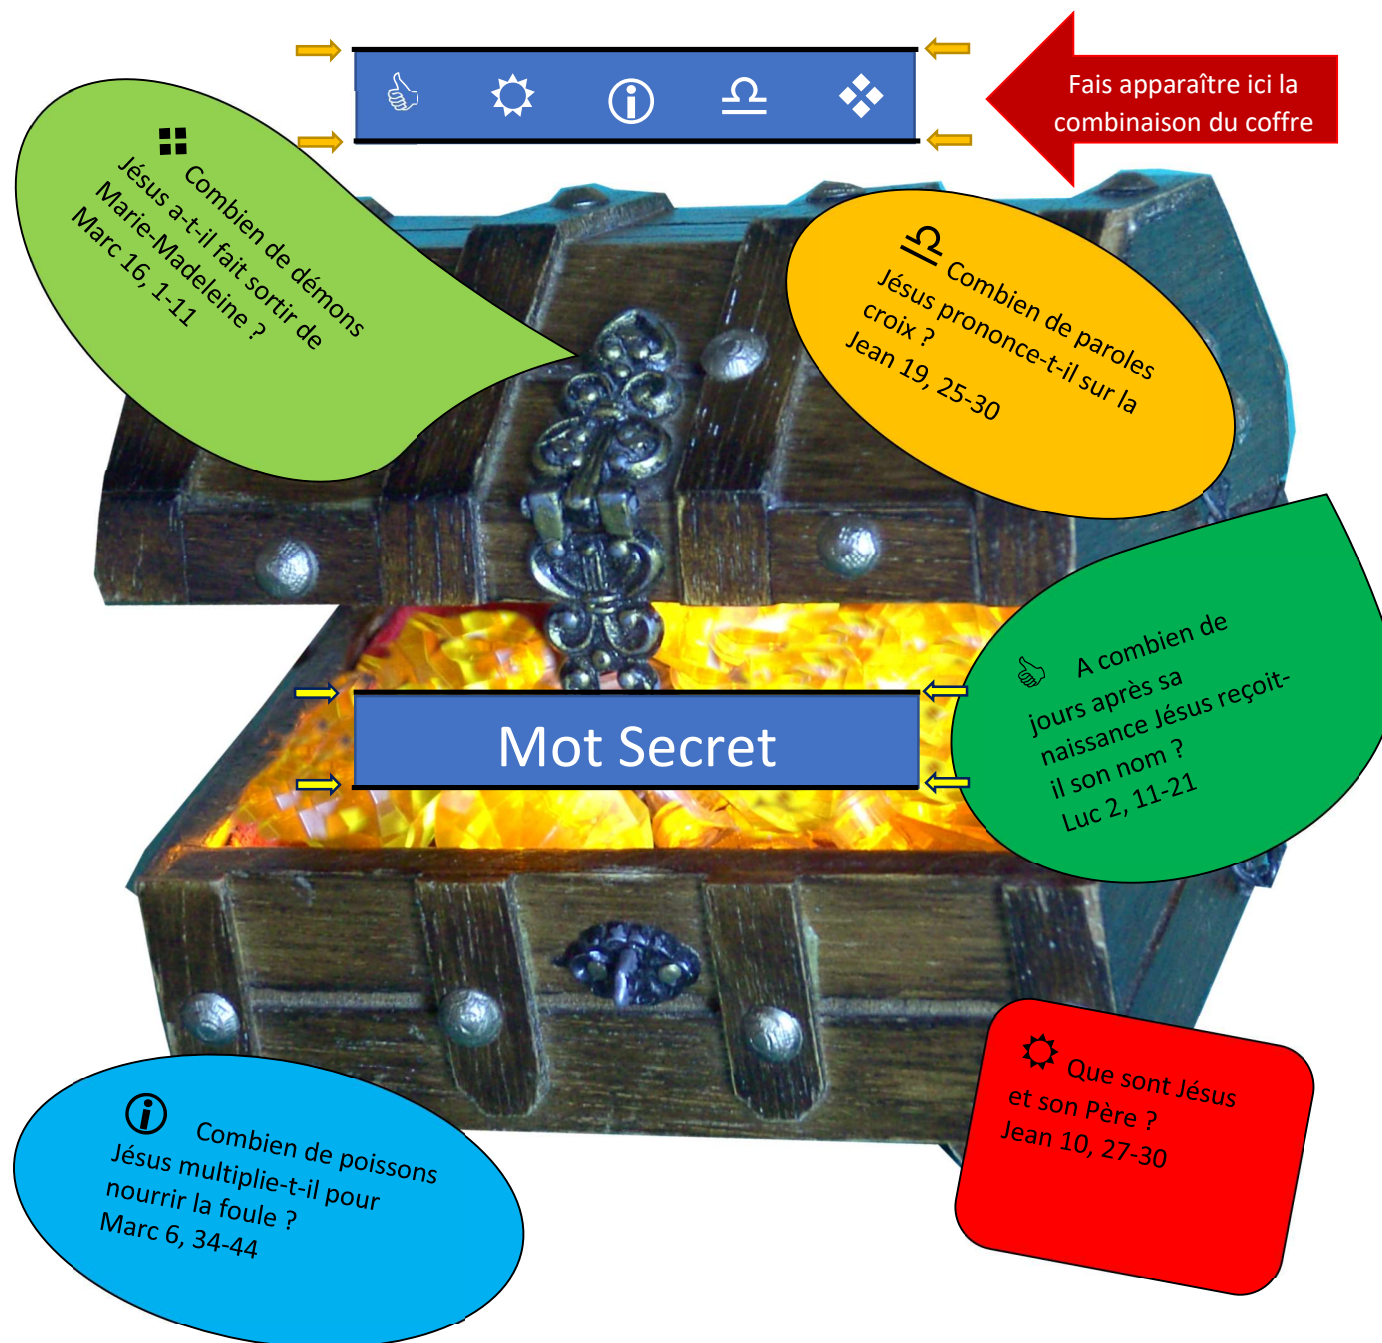 Fais apparaître ici la
combinaison du coffre
Combien de démons
Jésus a-t-il fait sortir de
Marie-Madeleine ?
Marc 16, 1-11
Combien de paroles
Jésus prononce-t-il sur la
croix ?
Jean 19, 25-30
A combien de
jours après sa
naissance Jésus reçoit-
il son nom ?
Luc 2, 11-21
Mot Secret
Que sont Jésus
et son Père ?
Jean 10, 27-30
Combien de poissons
Jésus multiplie-t-il pour
nourrir la foule ?
Marc 6, 34-44